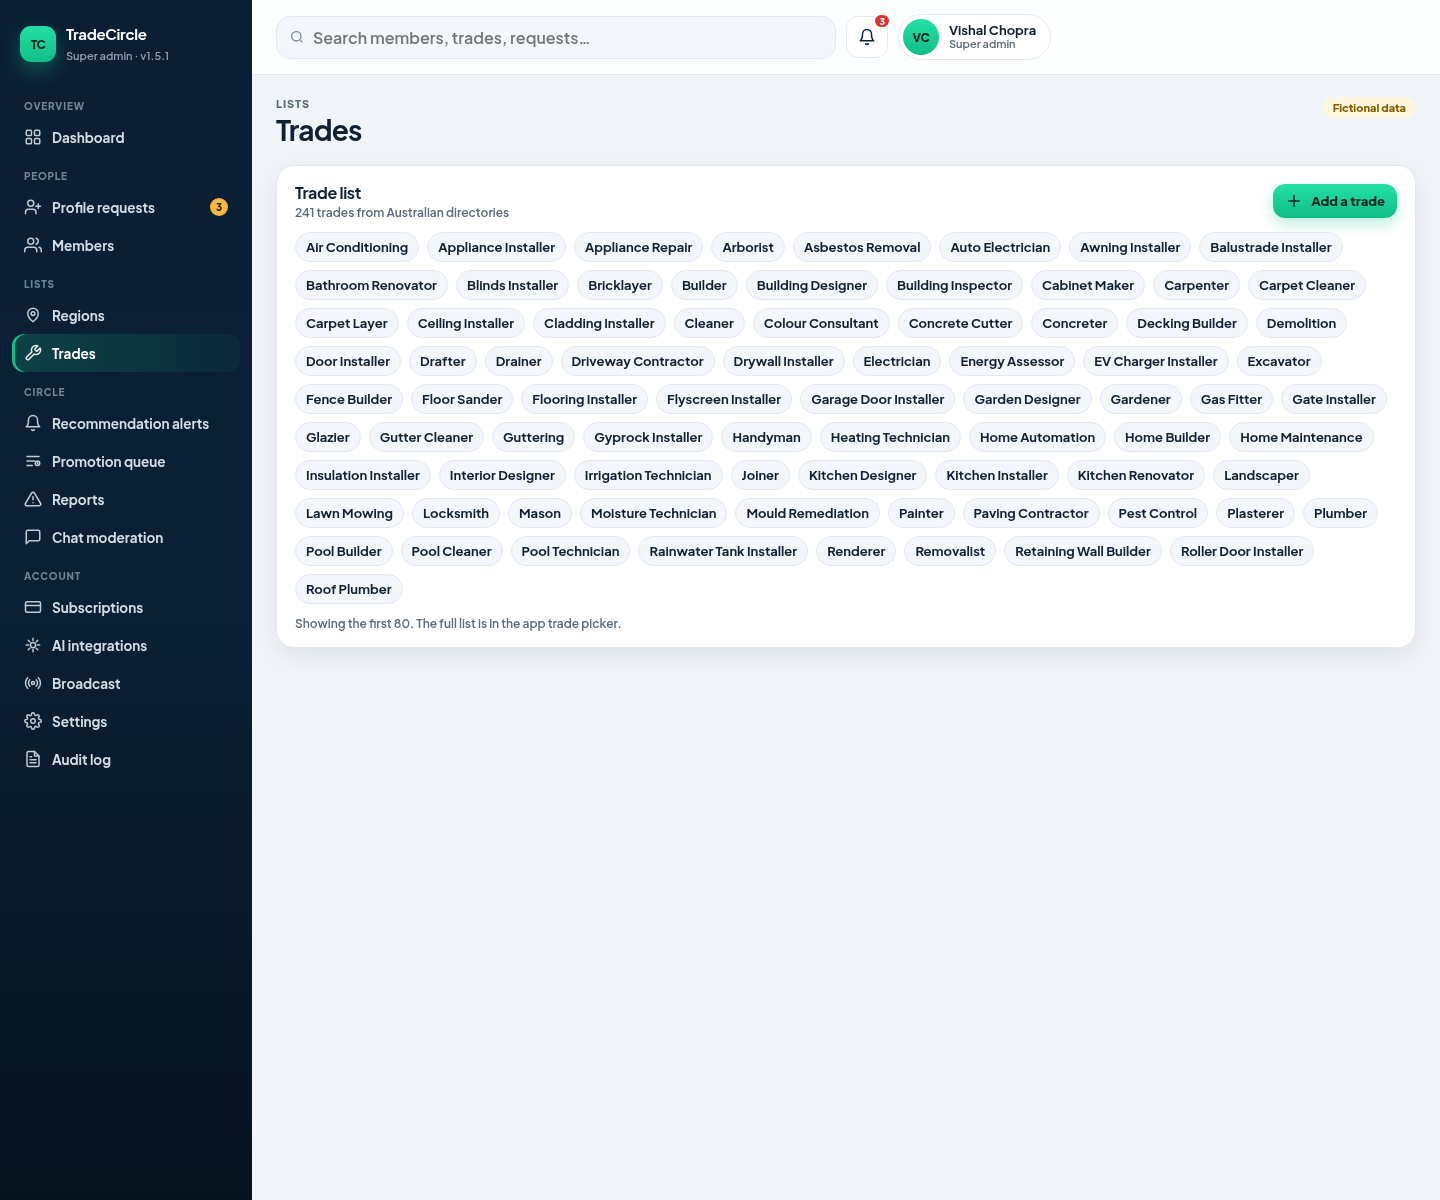 TC
TradeCircle
Super admin · v1.5.1
OVERVIEW
Dashboard
PEOPLE
Profile requests 3
Members
LISTS
Regions
Trades
CIRCLE
Recommendation alerts
Promotion queue
Reports
Chat moderation
ACCOUNT
Subscriptions
AI integrations
Broadcast
Settings
Audit log
Search members, trades, requests…
3
VC
Vishal Chopra
Super admin
LISTS
Trades
Fictional data
Trade list
241 trades from Australian directories
Add a trade
Air Conditioning Appliance Installer Appliance Repair Arborist Asbestos Removal Auto Electrician Awning Installer Balustrade Installer
Bathroom Renovator Blinds Installer Bricklayer Builder Building Designer Building Inspector Cabinet Maker Carpenter Carpet Cleaner
Carpet Layer Ceiling Installer Cladding Installer Cleaner Colour Consultant Concrete Cutter Concreter Decking Builder Demolition
Door Installer Drafter Drainer Driveway Contractor Drywall Installer Electrician Energy Assessor EV Charger Installer Excavator
Fence Builder Floor Sander Flooring Installer Flyscreen Installer Garage Door Installer Garden Designer Gardener Gas Fitter Gate Installer
Glazier Gutter Cleaner Guttering Gyprock Installer Handyman Heating Technician Home Automation Home Builder Home Maintenance
Insulation Installer Interior Designer Irrigation Technician Joiner Kitchen Designer Kitchen Installer Kitchen Renovator Landscaper
Lawn Mowing Locksmith Mason Moisture Technician Mould Remediation Painter Paving Contractor Pest Control Plasterer Plumber
Pool Builder Pool Cleaner Pool Technician Rainwater Tank Installer Renderer Removalist Retaining Wall Builder Roller Door Installer
Roof Plumber
Showing the first 80. The full list is in the app trade picker.